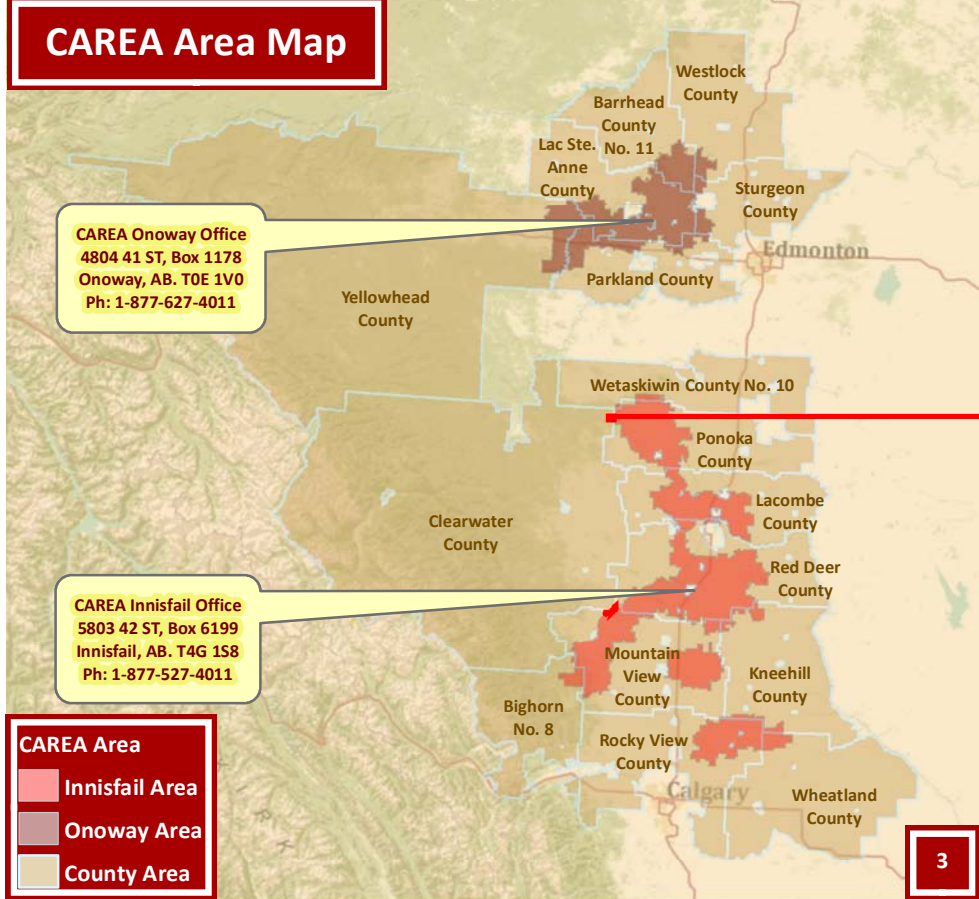 CAREA Area Map
Westlock
County
Barrhead
County
No. 11
Lac Ste.
Anne
County
Sturgeon
County
CAREA Onoway Office
4804 41 ST, Box 1178
Onoway, AB. T0E 1V0
Ph: 1-877-627-4011
Edmonton
Parkland County
Yellowhead
County
Wetaskiwin County No. 10
Ponoka
County
Lacombe
County
Clearwater
County
Red Deer
County
CAREA Innisfail Office
5803 42 ST, Box 6199
Innisfail, AB. T4G 1S8
Ph: 1-877-527-4011
Mountain
View
County
Kneehill
County
Bighorn
No. 8
Rocky View
County
Calgary
Wheatland
County
CAREA Area
Innisfail Area
Onoway Area
County Area
3